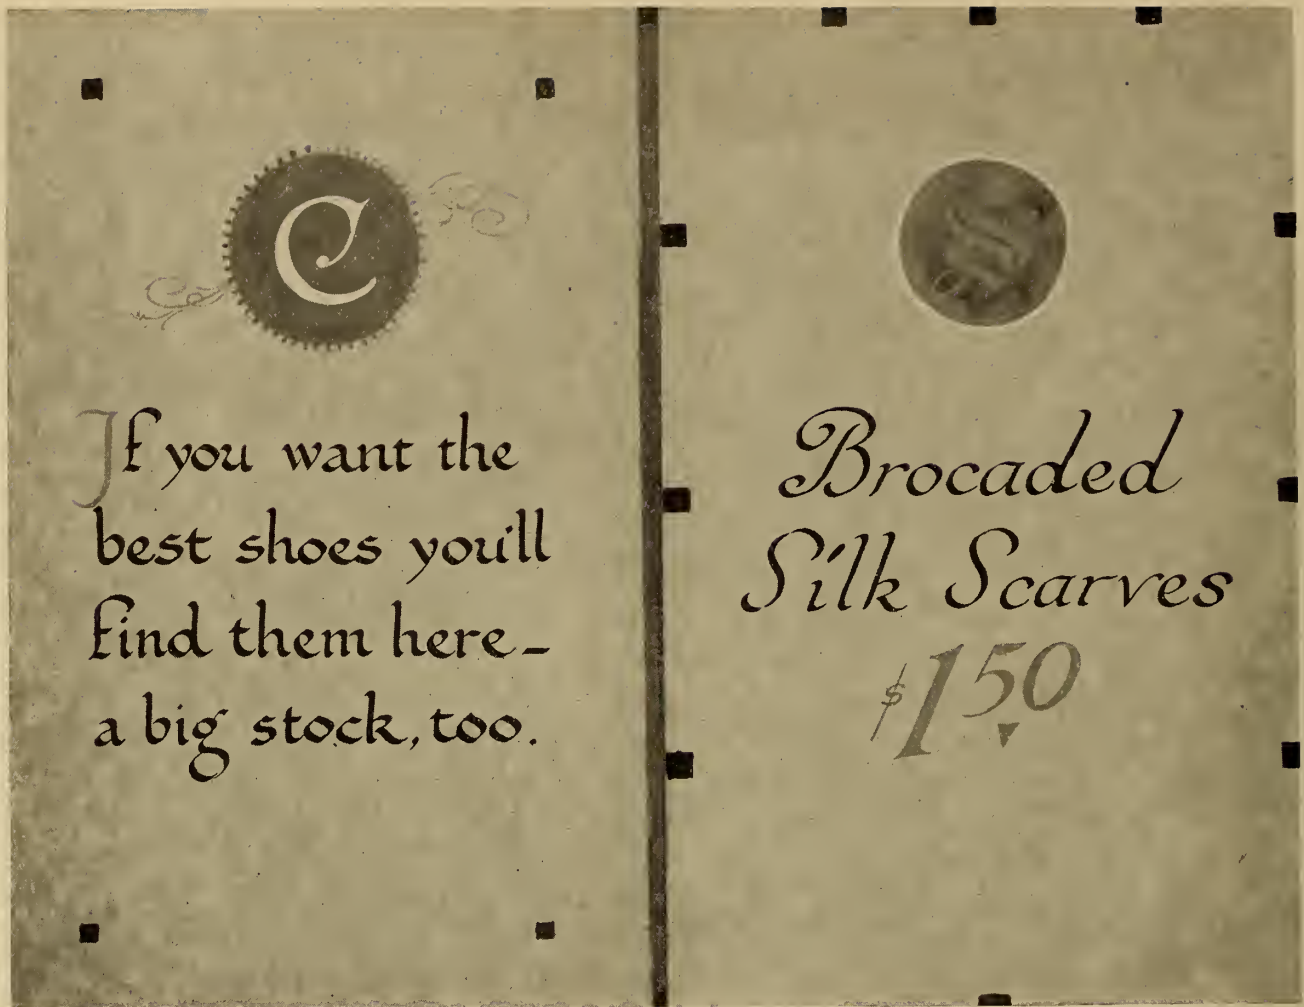 C
If you want the
best shoes you'll
find them here –
a big stock, too.
Brocaded
Silk Scarves
$1 50